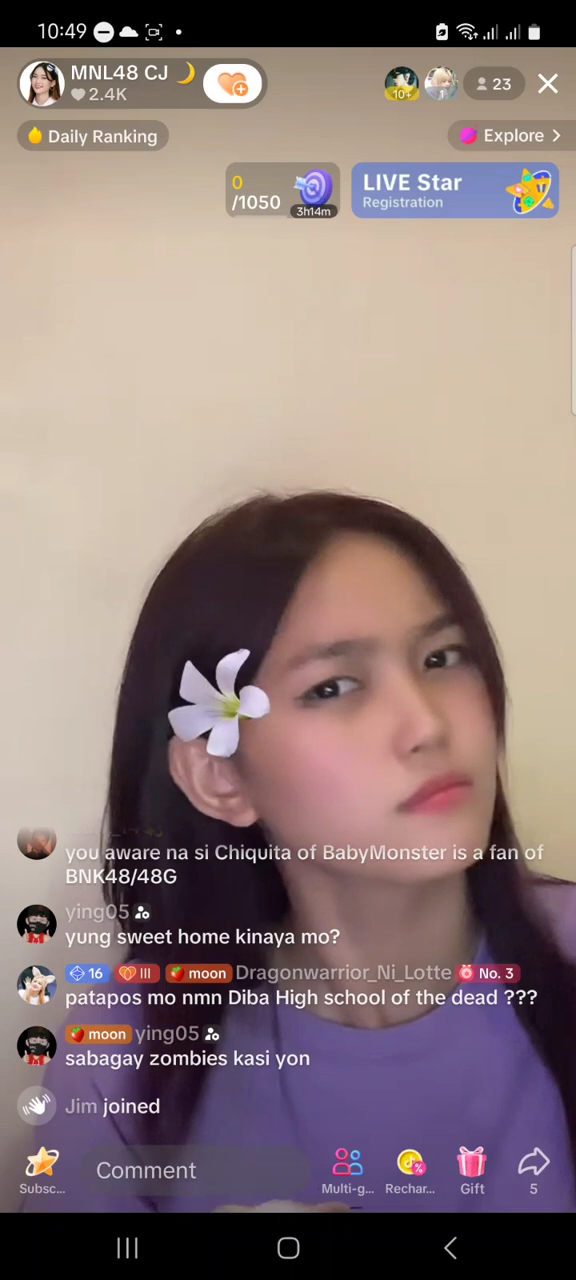 10:49
MNL48 CJ 🌙
2.4K
10+
1
23
Daily Ranking
Explore
0
/1050
3h14m
LIVE Star
Registration
you aware na si Chiquita of BabyMonster is a fan of
BNK48/48G
ying05
yung sweet home kinaya mo?
16 III moon Dragonwarrior_Ni_Lotte No. 3
patapos mo nmn Diba High school of the dead ???
moon ying05
sabagay zombies kasi yon
Jim joined
Comment
Subsc...
Multi-g...
Rechar...
Gift
5